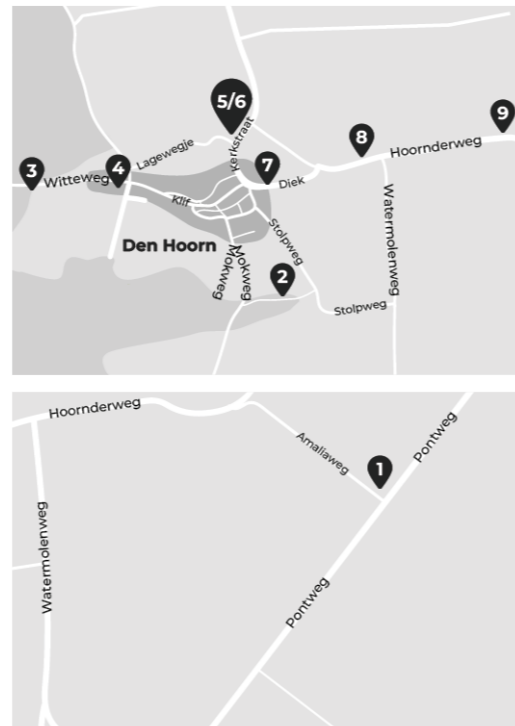 5/6
9
8
Hoornderweg
Kerkstraat
Lagewegje
7
3
4
Witteweg
Diek
Klif
Watermolenweg
Stolpweg
Den Hoorn
Mokweg
Mokweg
2
Stolpweg
Hoornderweg
Pontweg
Amaliaweg
1
Watermolenweg
Pontweg